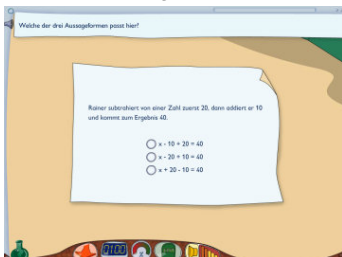 Welche der drei Aussageformen passt hier?
Rainer subtrahiert von einer Zahl zuerst 20, dann addiert er 10
und kommt zum Ergebnis 40.
x - 10 + 20 = 40
x - 20 + 10 = 40
x + 20 - 10 = 40